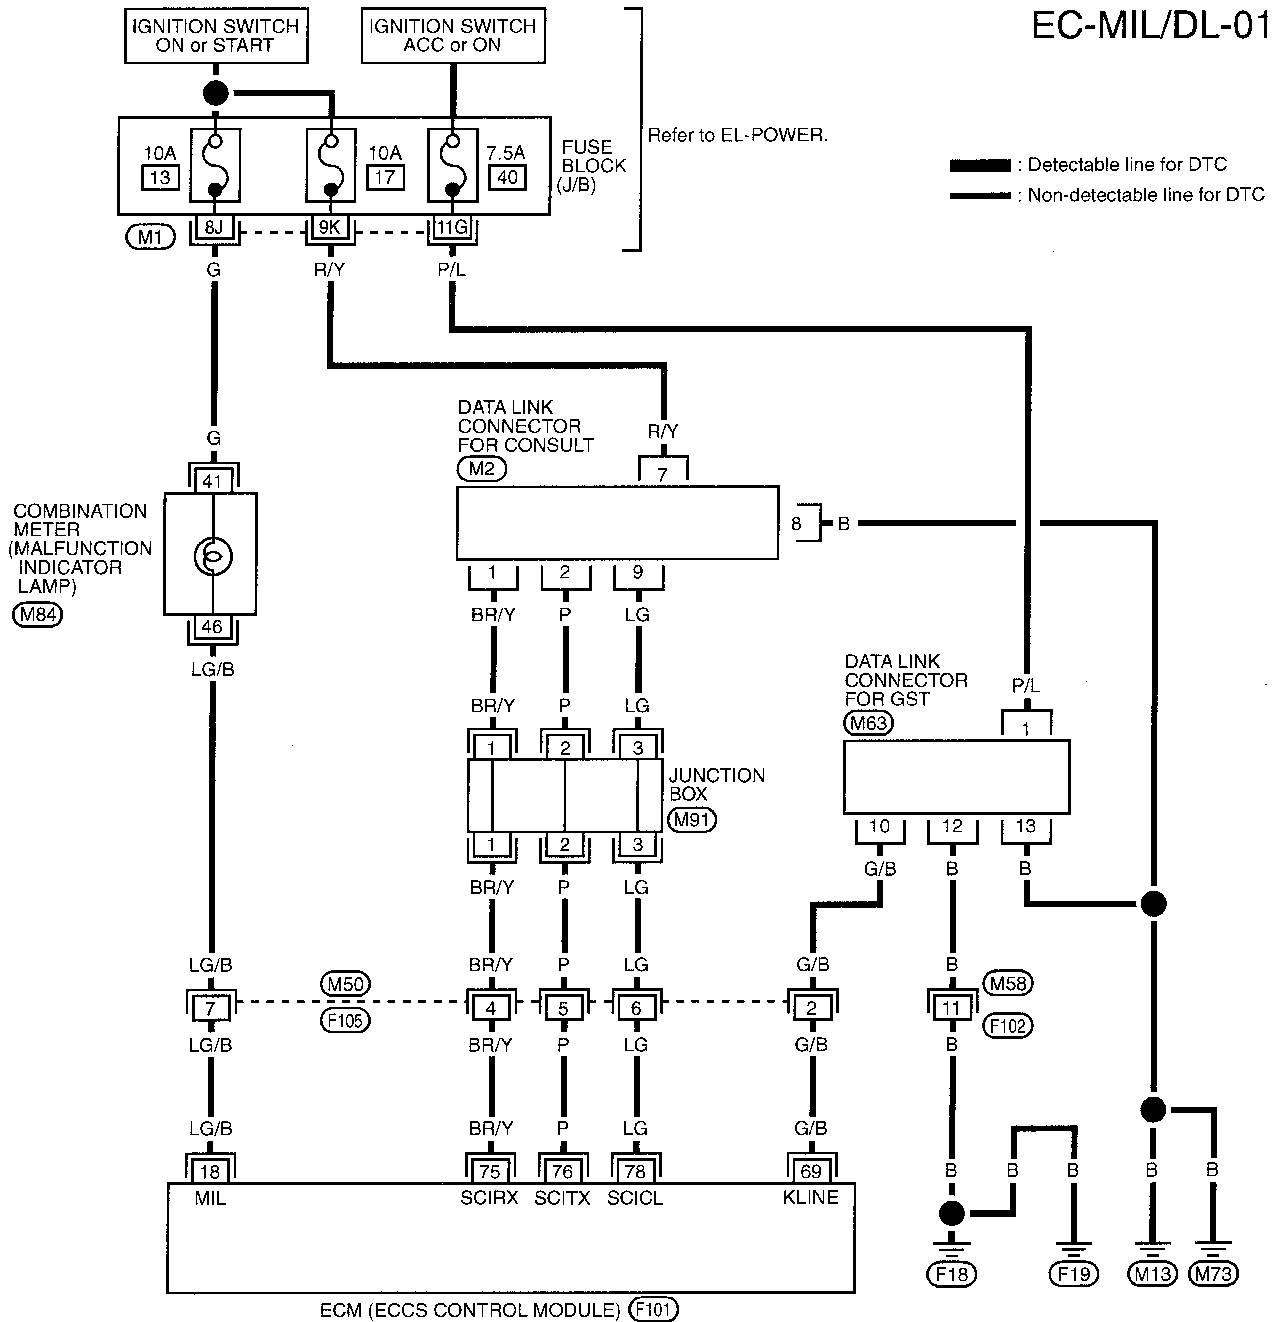 EC-MIL/DL-01
IGNITION SWITCH
ON or START
IGNITION SWITCH
ACC or ON
Refer to EL-POWER.
: Detectable line for DTC
: Non-detectable line for DTC
10A
13
10A
17
7.5A
40
FUSE
BLOCK
(J/B)
M1
8J
9K
11G
G
R/Y
P/L
DATA LINK
CONNECTOR
FOR CONSULT
M2
G
R/Y
41
7
COMBINATION
METER
(MALFUNCTION
INDICATOR
LAMP)
M84
8
B
46
1
2
9
LG/B
BR/Y
P
LG
DATA LINK
CONNECTOR
FOR GST
M63
P/L
1
BR/Y
P
LG
1
2
3
JUNCTION
BOX
M91
1
2
3
10
12
13
BR/Y
P
LG
G/B
B
B
LG/B
BR/Y
P
LG
G/B
B
M50
F105
M58
F102
7
4
5
6
2
11
LG/B
BR/Y
P
LG
G/B
B
LG/B
BR/Y
P
LG
G/B
B
B
B
B
B
18
75
76
78
69
MIL
SCIRX
SCITX
SCICL
KLINE
F18
F19
M13
M73
ECM (ECCS CONTROL MODULE)
F101